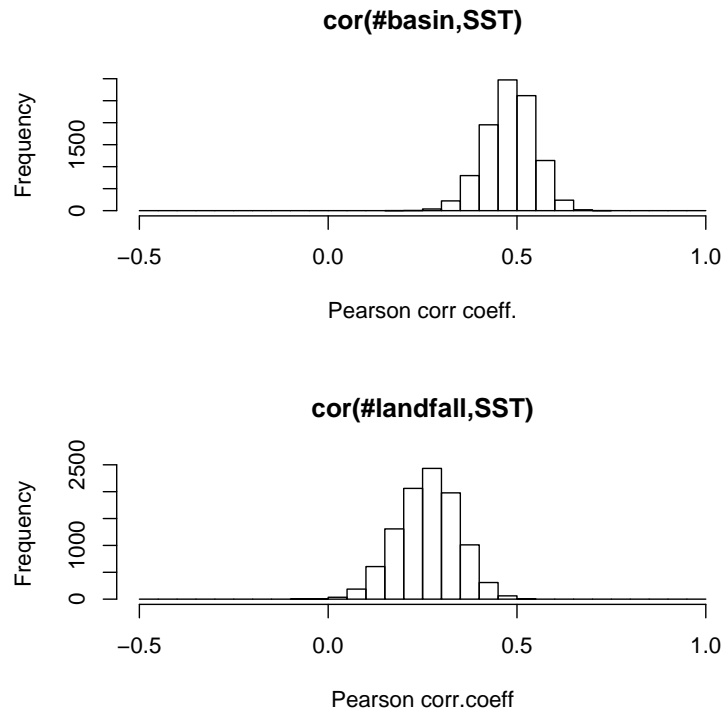 cor(#basin,SST)
Frequency
1500
0
−0.5 0.0 0.5 1.0
Pearson corr coeff.
cor(#landfall,SST)
Frequency
2500
1000
0
−0.5 0.0 0.5 1.0
Pearson corr.coeff